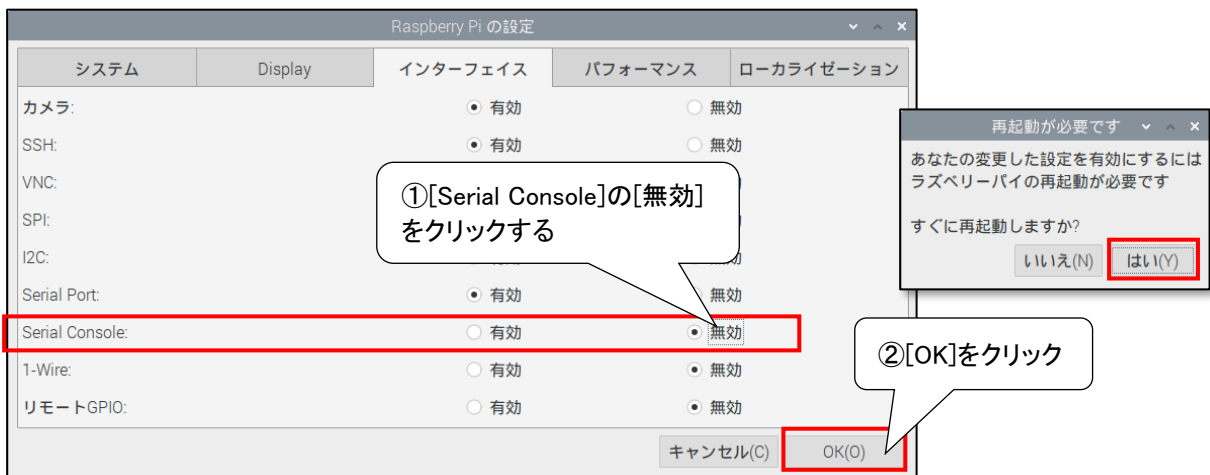 Raspberry Pi の設定
システム Display インターフェイス パフォーマンス ローカライゼーション
カメラ: 有効 無効
SSH: 有効 無効
VNC:
SPI:
I2C:
Serial Port: 有効 無効
Serial Console: 有効 無効
1-Wire: 有効 無効
リモートGPIO: 有効 無効
キャンセル(C) OK(O)
①[Serial Console]の[無効]
をクリックする
②[OK]をクリック
再起動が必要です
あなたの変更した設定を有効にするには
ラズベリーパイの再起動が必要です
すぐに再起動しますか?
いいえ(N) はい(Y)